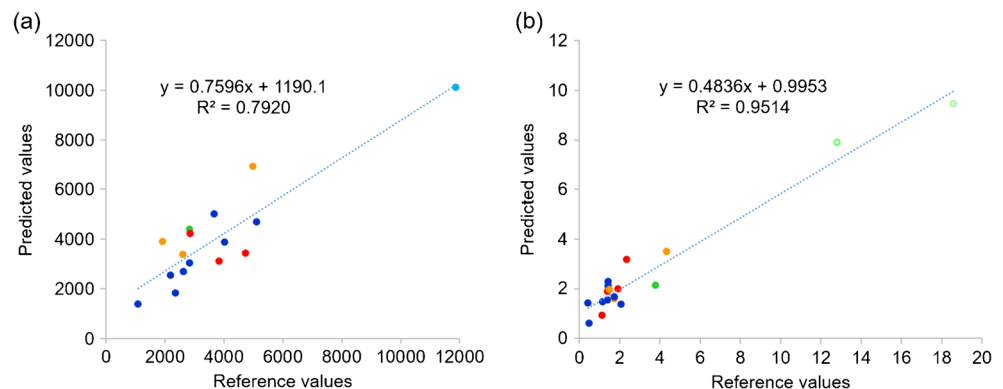 (a)
12000
10000
8000
6000
4000
2000
0
Predicted values
y = 0.7596x + 1190.1
R² = 0.7920
0 2000 4000 6000 8000 10000 12000
Reference values
(b)
12
10
8
6
4
2
0
Predicted values
y = 0.4836x + 0.9953
R² = 0.9514
0 2 4 6 8 10 12 14 16 18 20
Reference values